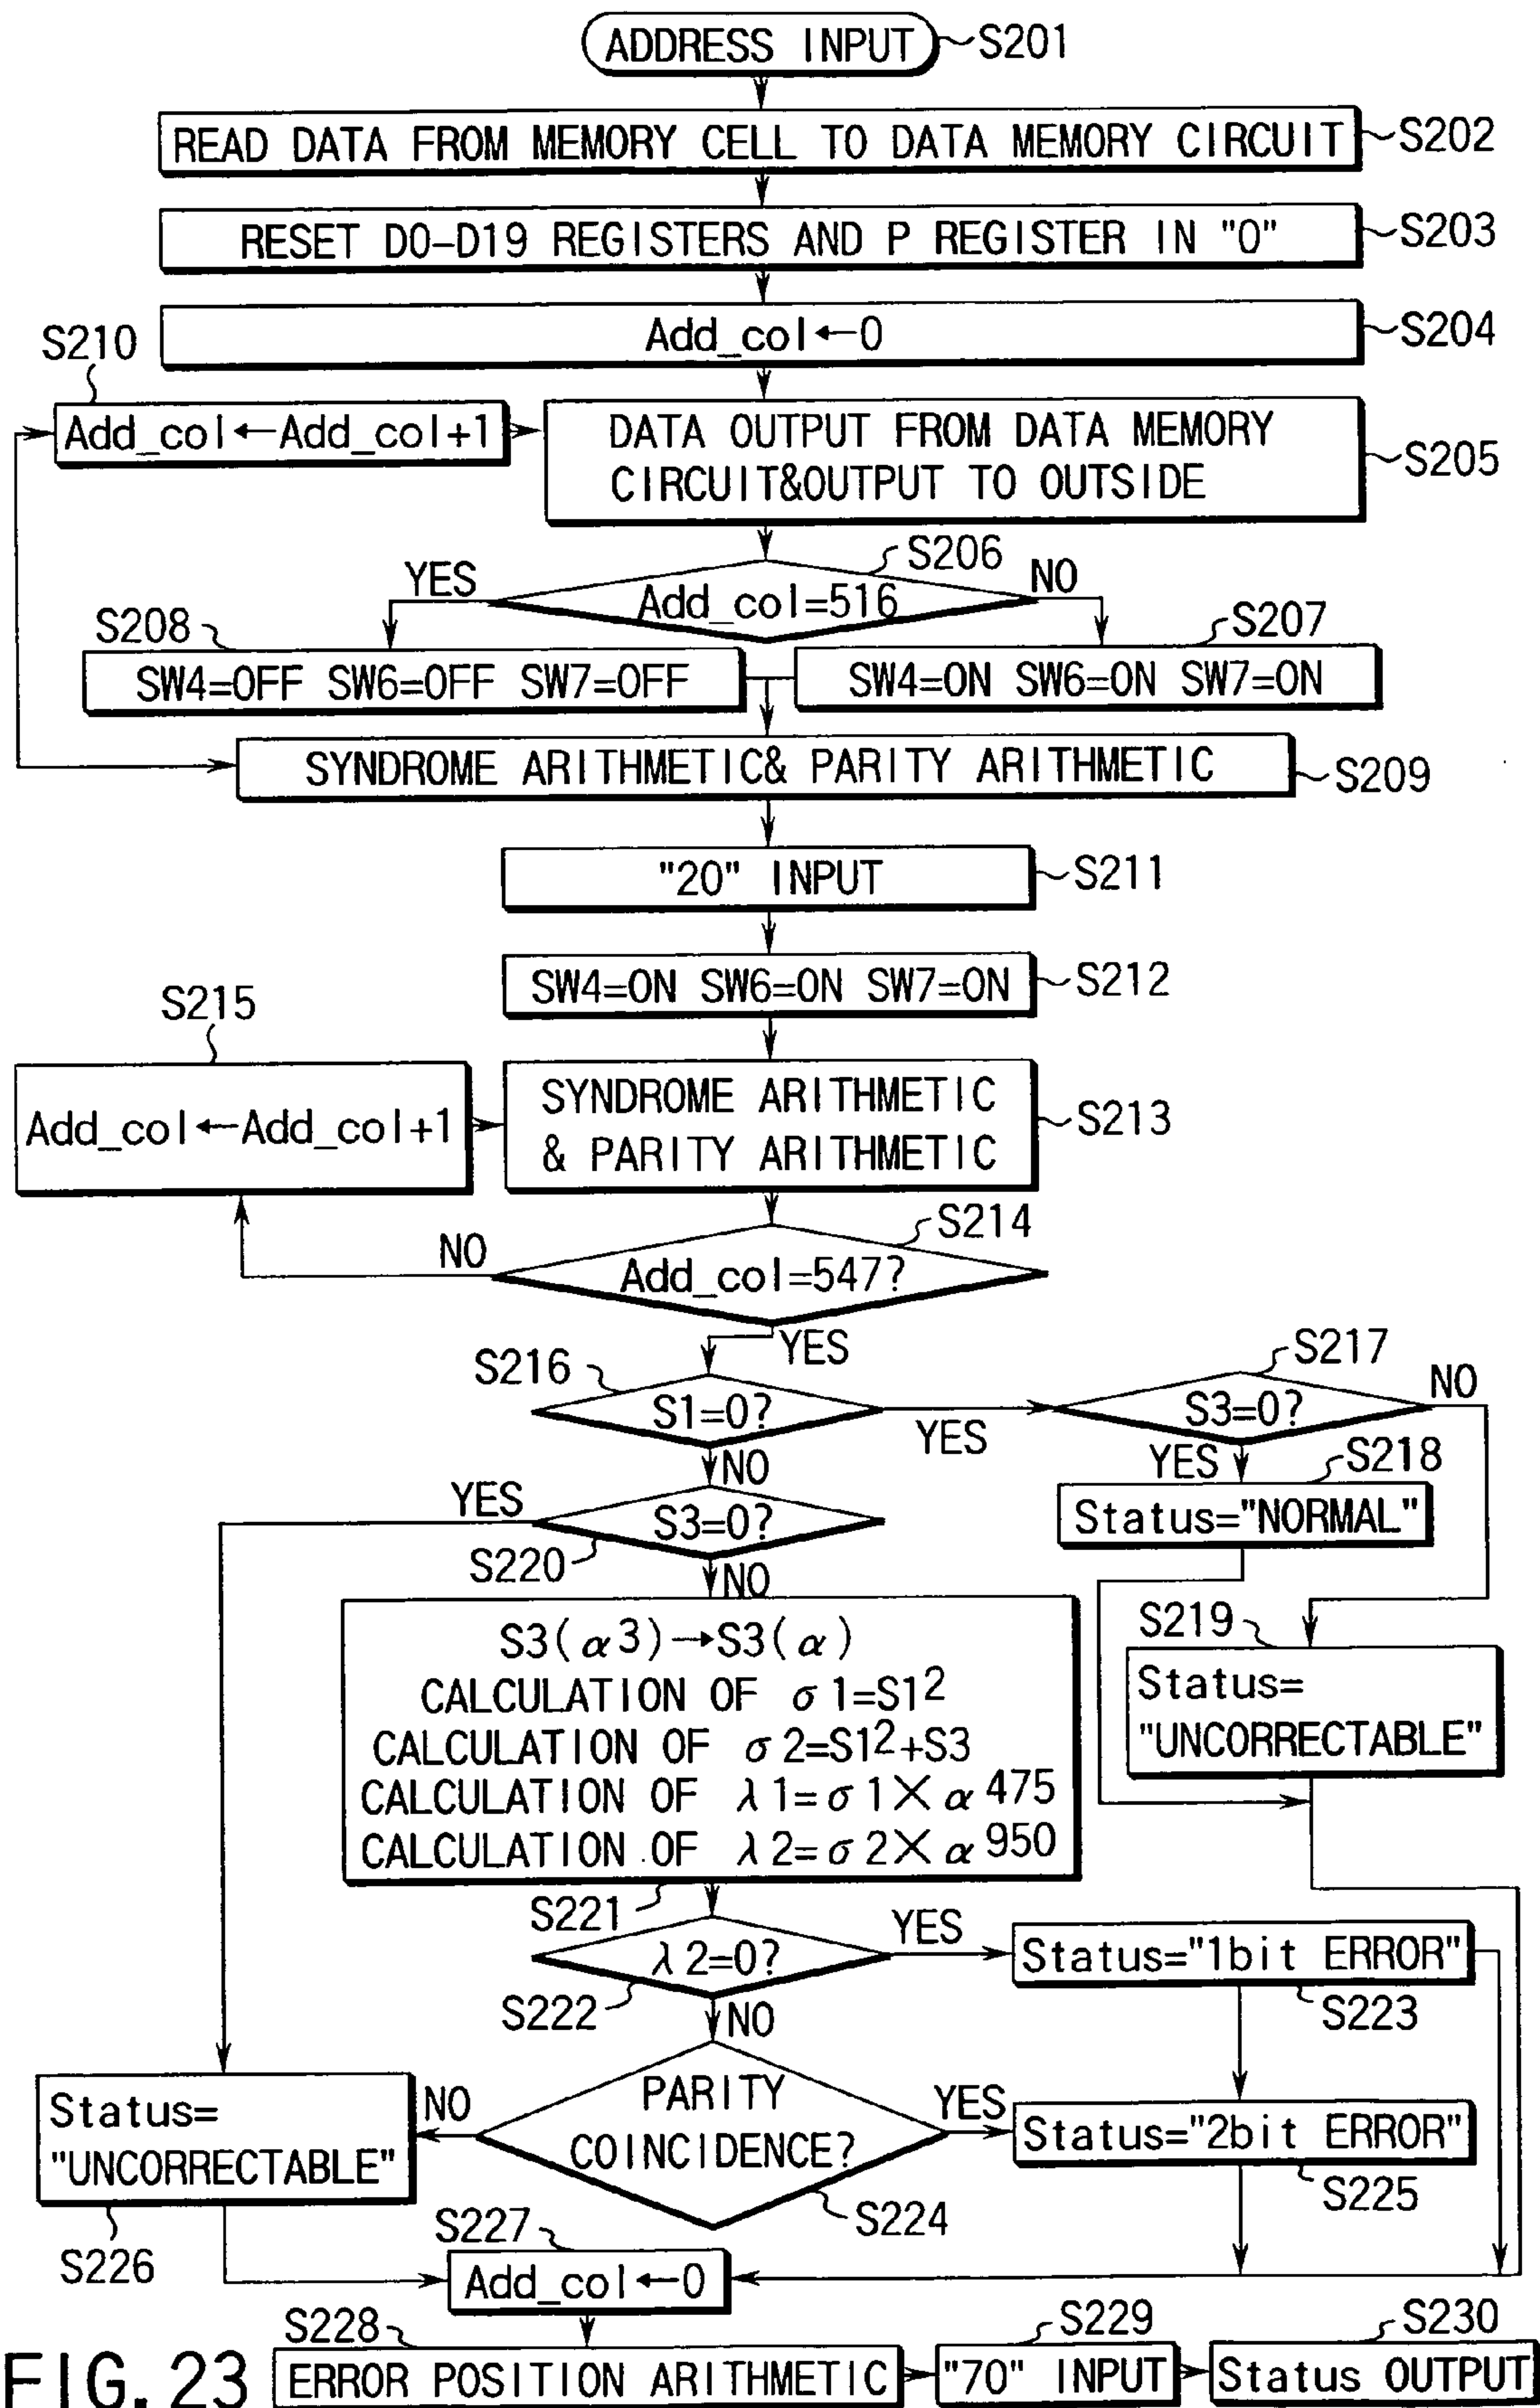 ADDRESS INPUT
S201
READ DATA FROM MEMORY CELL TO DATA MEMORY CIRCUIT
S202
RESET D0-D19 REGISTERS AND P REGISTER IN "0"
S203
Add_col←0
S204
S210
Add_col←Add_col+1
DATA OUTPUT FROM DATA MEMORY
CIRCUIT&OUTPUT TO OUTSIDE
S205
S206
YES
Add_col=516
NO
S208
S207
SW4=OFF SW6=OFF SW7=OFF
SW4=ON SW6=ON SW7=ON
SYNDROME ARITHMETIC& PARITY ARITHMETIC
S209
"20" INPUT
S211
SW4=ON SW6=ON SW7=ON
S212
S215
Add_col←Add_col+1
SYNDROME ARITHMETIC
& PARITY ARITHMETIC
S213
S214
NO
Add_col=547?
YES
S216
S1=0?
YES
S217
S3=0?
NO
NO
YES
S218
Status="NORMAL"
YES
S3=0?
S220
NO
S219
Status=
"UNCORRECTABLE"
S3(α3)→S3(α)
CALCULATION OF σ1=S1²
CALCULATION OF σ2=S1²+S3
CALCULATION OF λ1=σ1×α475
CALCULATION OF λ2=σ2×α950
S221
λ2=0?
YES
S222
NO
Status="1bit ERROR"
S223
PARITY
COINCIDENCE?
NO
YES
S224
Status="2bit ERROR"
S225
Status=
"UNCORRECTABLE"
S226
S227
Add_col←0
S228
ERROR POSITION ARITHMETIC
S229
"70" INPUT
S230
Status OUTPUT
FIG. 23